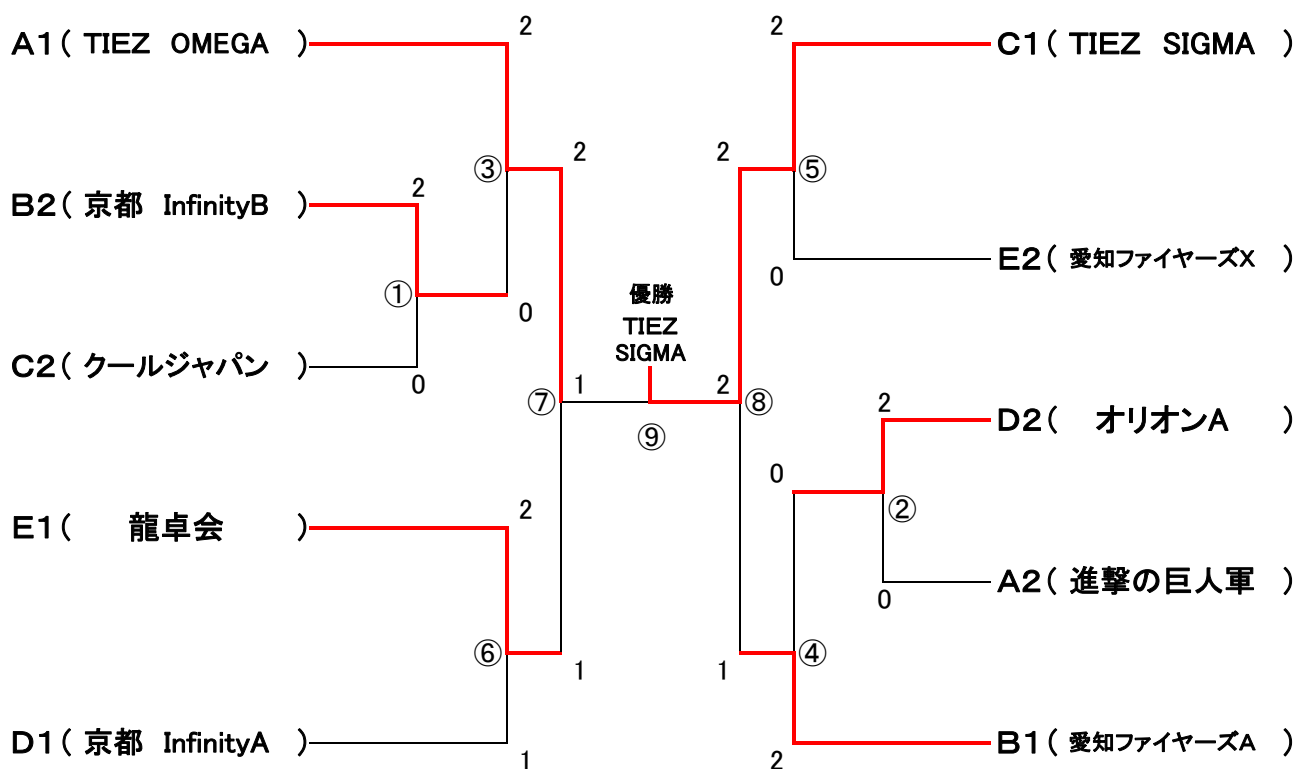 A1( TIEZ OMEGA )
2
③
2
B2( 京都 InfinityB )
2
①
0
C2( クールジャパン )
0
⑦
1
E1( 龍卓会 )
2
⑥
1
D1( 京都 InfinityA )
1
優勝
TIEZ
SIGMA
⑨
2
C1( TIEZ SIGMA )
2
⑤
0
E2( 愛知ファイヤーズX )
2
⑧
2
D2( オリオンA )
0
②
0
A2( 進撃の巨人軍 )
1
④
2
B1( 愛知ファイヤーズA )